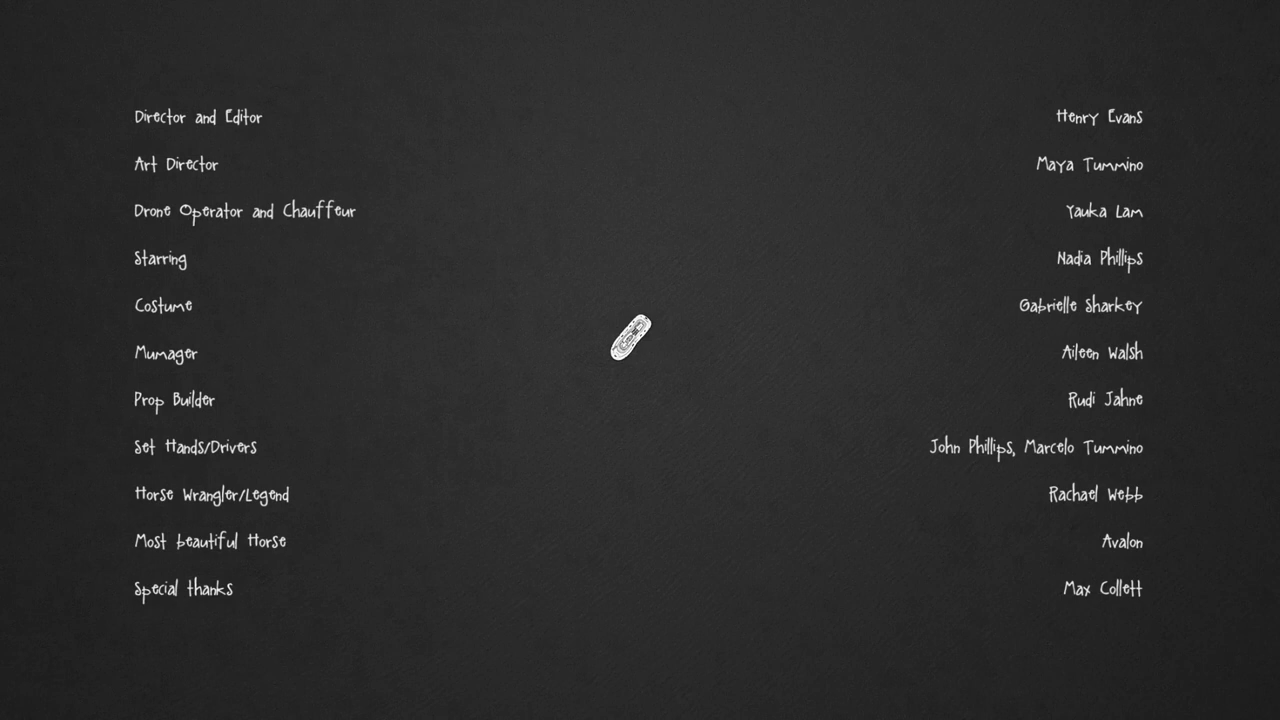 Director and Editor Henry Evans
Art Director Maya Tummino
Drone Operator and Chauffeur Yauka Lam
Starring Nadia Phillips
Costume Gabrielle Sharkey
Mumager Aileen Walsh
Prop Builder Rudi Jahne
Set Hands/Drivers John Phillips, Marcelo Tummino
Horse Wrangler/Legend Rachael Webb
Most beautiful Horse Avalon
Special thanks Max Collett